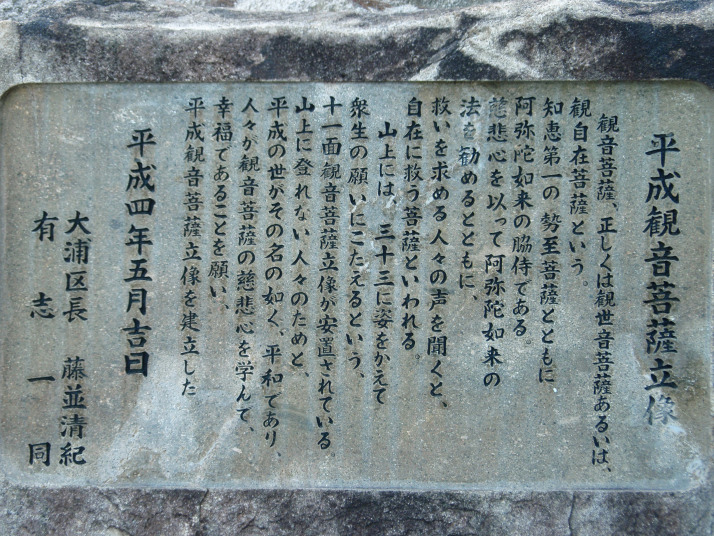 平成観音菩薩立像
観音菩薩、正しくは観世音菩薩あるいは、
観自在菩薩という。
知恵第一の勢至菩薩とともに
阿弥陀如来の脇侍である。
慈悲心を以って阿弥陀如来の
法を勧めるとともに、
救いを求める人々の声を聞くと、
自在に救う菩薩といわれる。
山上には、三十三に姿をかえて
衆生の願いにこたえるという、
十一面観音菩薩立像が安置されている。
山上に登れない人々のためと、
平成の世がその名の如く、平和であり、
人々が観音菩薩の慈悲心を学んで、
幸福であることを願い、
平成観音菩薩立像を建立した
平成四年五月吉日
大浦区長 藤並清紀
有志一同